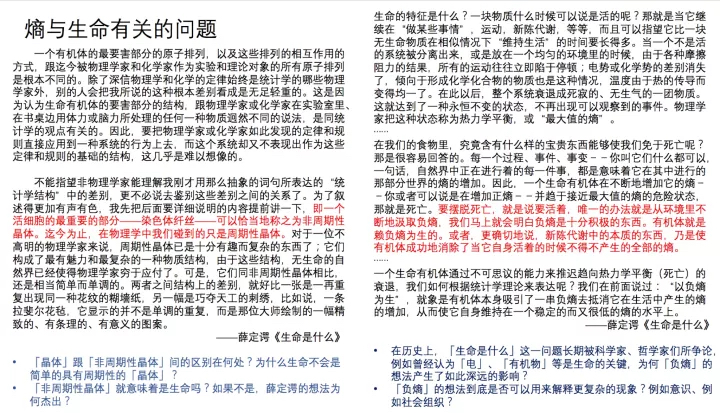 熵与生命有关的问题
一个有机体的最要害部分的原子排列，以及这些排列的相互作用的
方式，跟迄今被物理学家和化学家作为实验和理论对象的所有原子排列
是根本不同的。除了深信物理学和化学的定律始终是统计学的哪些物理
学家外，别的人会把我所说的这种根本差别看成是无足轻重的。这是因
为认为生命有机体的要害部分的结构，跟物理学家或化学家在实验室里、
在书桌边用体力或脑力所处理的任何一种物质迥然不同的说法，是同统
计学的观点有关的。因此，要把物理学家或化学家如此发现的定律和规
则直接应用到一种系统的行为上去，而这个系统却又不表现出作为这些
定律和规则的基础的结构，这几乎是难以想像的。
不能指望非物理学家能理解我刚才用那么抽象的词句所表达的“统
计学结构”中的差别，更不必说去鉴别这些差别之间的关系了。为了叙
述得更加有声有色，我先把后面要详细说明的内容提前讲一下，即一个
活细胞的最重要的部分——染色体纤丝——可以恰当地称之为非周期性
晶体。迄今为止，在物理学中我们碰到的只是周期性晶体。对于一位不
高明的物理学家来说，周期性晶体已是十分有趣而复杂的东西了；它们
构成了最有魅力和最复杂的一种物质结构，由于这些结构，无生命的自
然界已经使得物理学家穷于应付了。可是，它们同非周期性晶体相比，
还是相当简单而单调的。两者之间结构上的差别，就好比一张是一再重
复出现同一种花纹的糊墙纸，另一幅是巧夺天工的刺绣，比如说，一条
拉斐尔花毡，它显示的并不是单调的重复，而是那位大师绘制的一幅精
致的、有条理的、有意义的图案。
——薛定谔《生命是什么》
• 「晶体」跟「非周期性晶体」间的区别在何处？为什么生命不会是
简单的具有周期性的「晶体」？
• 「非周期性晶体」就意味着是生命吗？如果不是，薛定谔的想法为
何杰出？
生命的特征是什么？一块物质什么时候可以说是活的呢？那就是当它继
续在“做某些事情”，运动，新陈代谢，等等，而且可以指望它比一块
无生命物质在相似情况下“维持生活”的时间要长得多。当一个不是活
的系统被分离出来，或是放在一个均匀的环境里的时候，由于各种摩擦
阻力的结果，所有的运动往往立即陷于停顿；电势或化学势的差别消失
了，倾向于形成化学化合物的物质也是这种情况，温度由于热的传导而
变得均一了。在此以后，整个系统衰退成死寂的、无生气的一团物质。
这就达到了一种永恒不变的状态，不再出现可以观察到的事件。物理学
家把这种状态称为热力学平衡，或“最大值的熵”。
……
在我们的食物里，究竟含有什么样的宝贵东西能够使我们免于死亡呢？
那是很容易回答的。每一个过程、事件、事变－－你叫它们什么都可以，
一句话，自然界中正在进行着的每一件事，都是意味着它在其中进行的
那部分世界的熵的增加。因此，一个生命有机体在不断地增加它的熵－
－你或者可以说是在增加正熵－－并趋于接近最大值的熵的危险状态，
那就是死亡。要摆脱死亡，就是说要活着，唯一的办法就是从环境里不
断地汲取负熵，我们马上就会明白负熵是十分积极的东西。有机体就是
赖负熵为生的。或者，更确切地说，新陈代谢中的本质的东西，乃是使
有机体成功地消除了当它自身活着的时候不得不产生的全部的熵。
……
一个生命有机体通过不可思议的能力来推迟趋向热力学平衡（死亡）的
衰退，我们如何根据统计学理论来表达呢？我们在前面说过：“以负熵
为生”，就象是有机体本身吸引了一串负熵去抵消它在生活中产生的熵
的增加，从而使它自身维持在一个稳定的而又很低的熵的水平上。
——薛定谔《生命是什么》
• 在历史上，「生命是什么」这一问题长期被科学家、哲学家们所争论，
例如曾经认为「电」、「有机物」等是生命的关键，为何「负熵」的
想法产生了如此深远的影响？
• 「负熵」的想法到底是否可以用来解释更复杂的现象？例如意识、例
如社会组织？